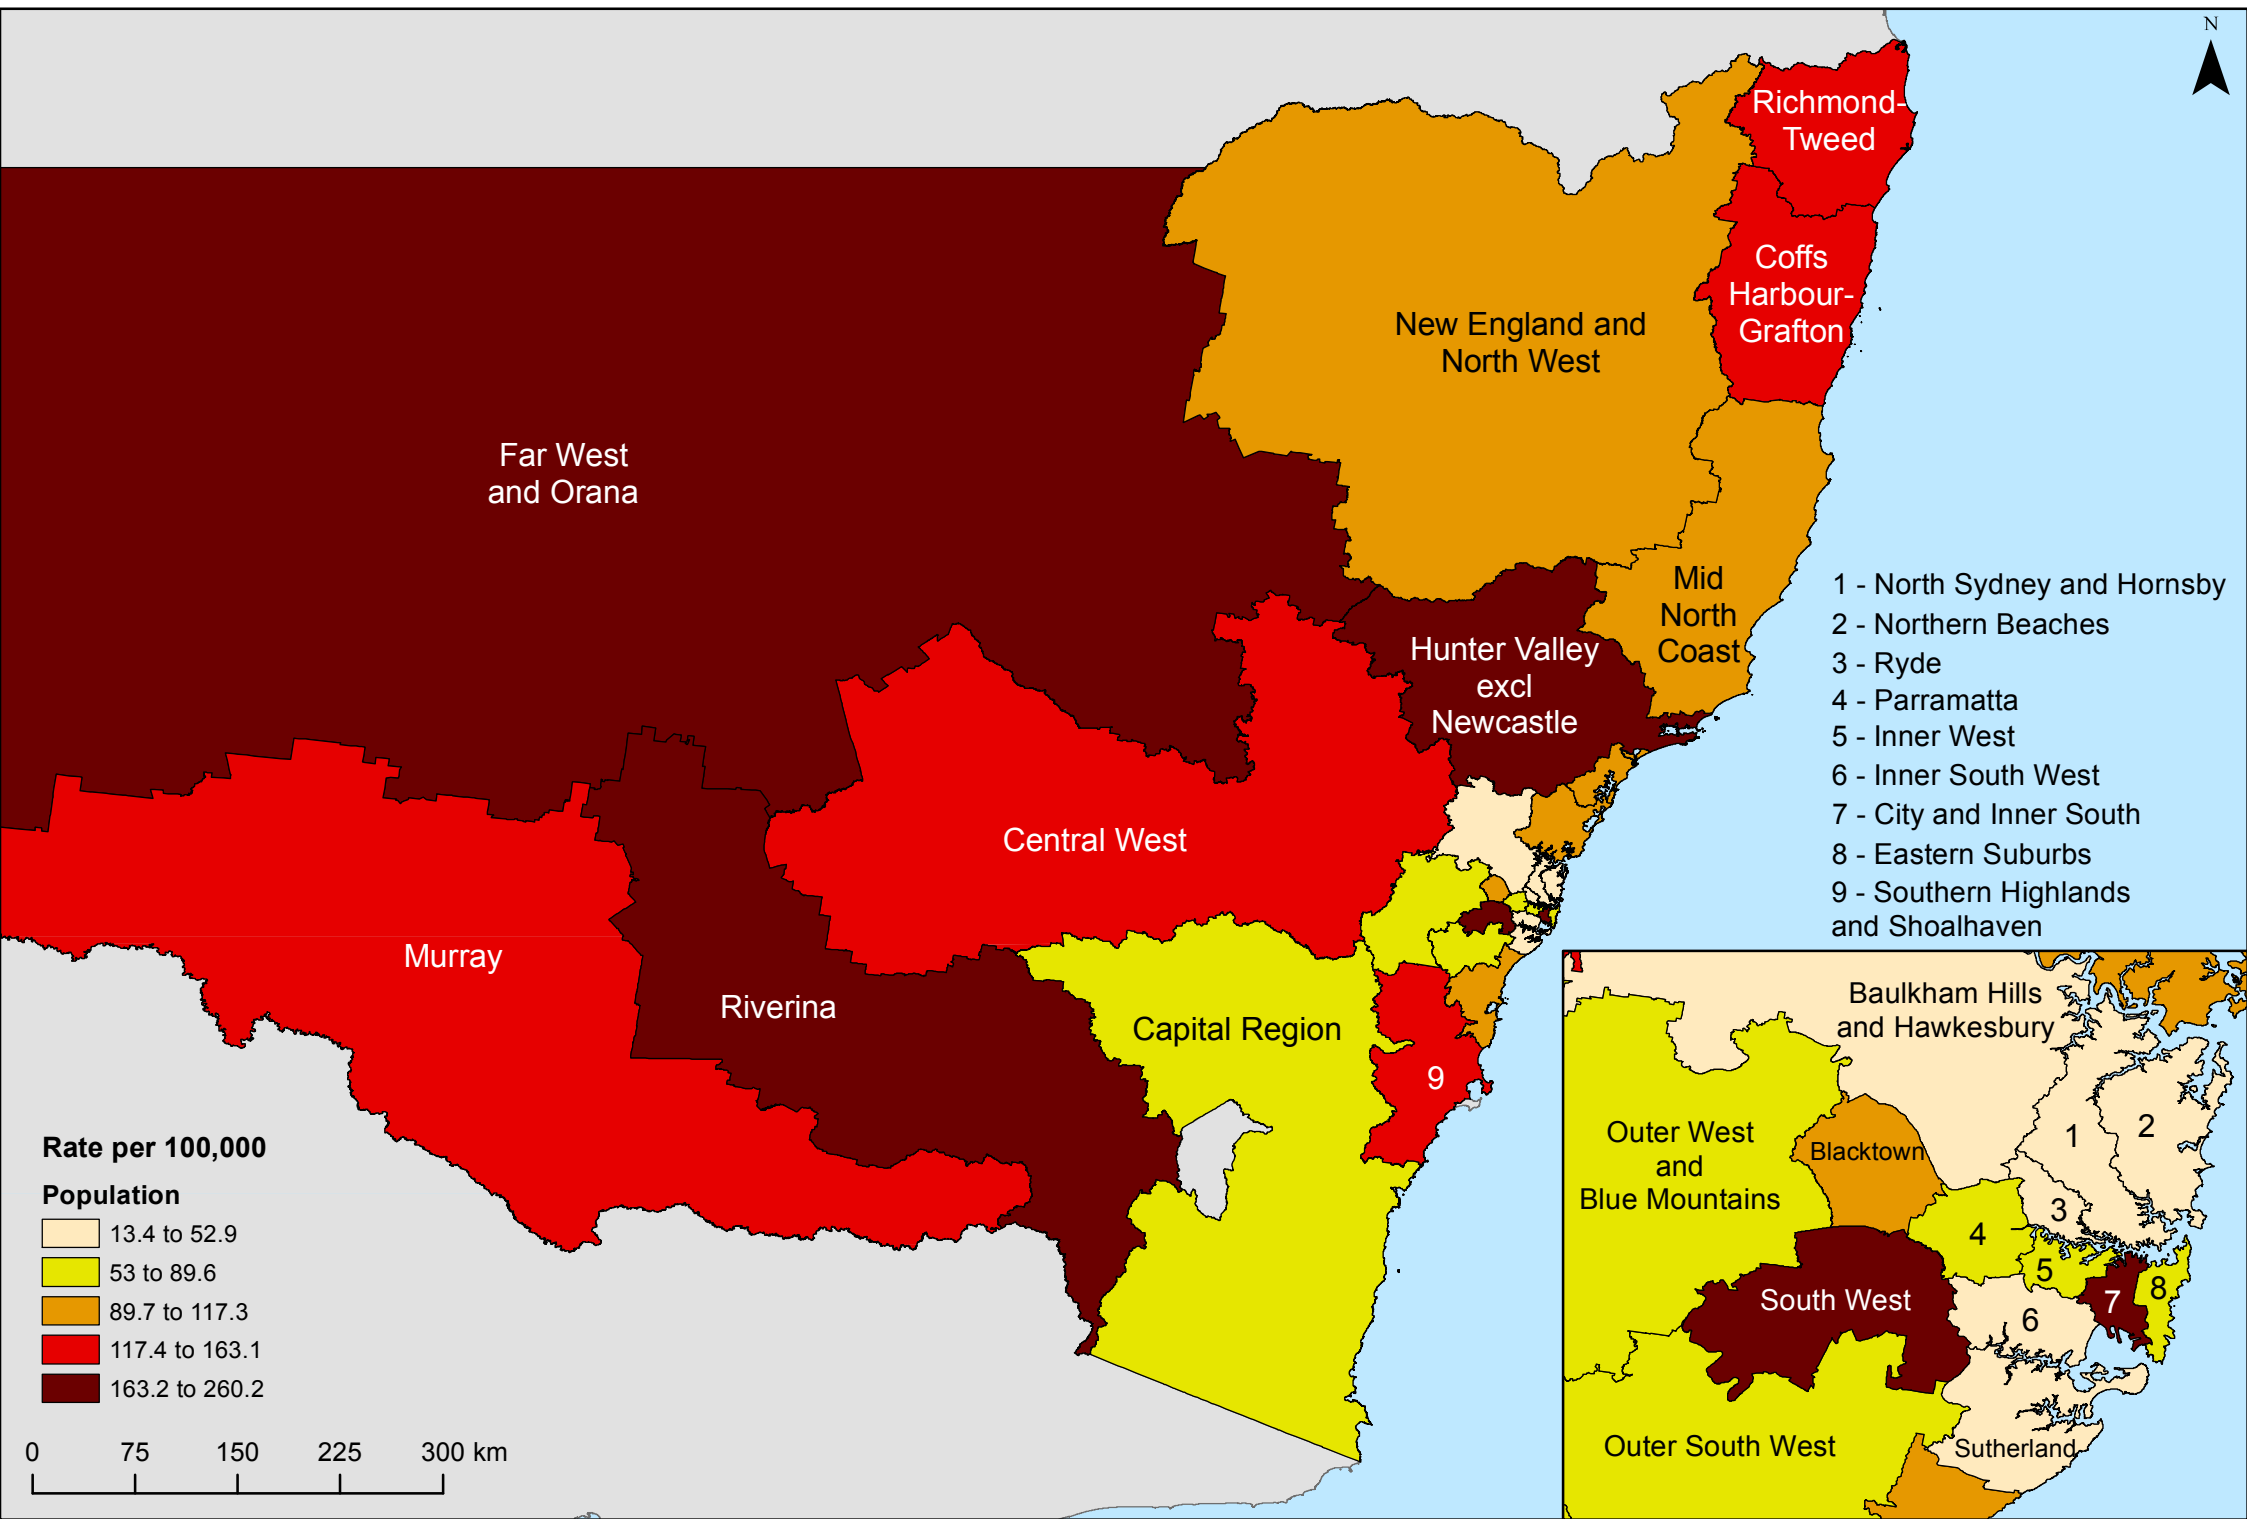 N
Richmond-
Tweed
Coffs
Harbour-
Grafton
New England and
North West
Far West
and Orana
Mid
North
Coast
Hunter Valley
excl
Newcastle
1 - North Sydney and Hornsby
2 - Northern Beaches
3 - Ryde
4 - Parramatta
5 - Inner West
6 - Inner South West
7 - City and Inner South
8 - Eastern Suburbs
9 - Southern Highlands
and Shoalhaven
Central West
Murray
Riverina
Capital Region
9
Rate per 100,000
Population
13.4 to 52.9
53 to 89.6
89.7 to 117.3
117.4 to 163.1
163.2 to 260.2
0 75 150 225 300 km
Baulkham Hills
and Hawkesbury
Outer West
and
Blue Mountains
Blacktown
1
2
3
4
5
6
7
8
South West
Outer South West
Sutherland